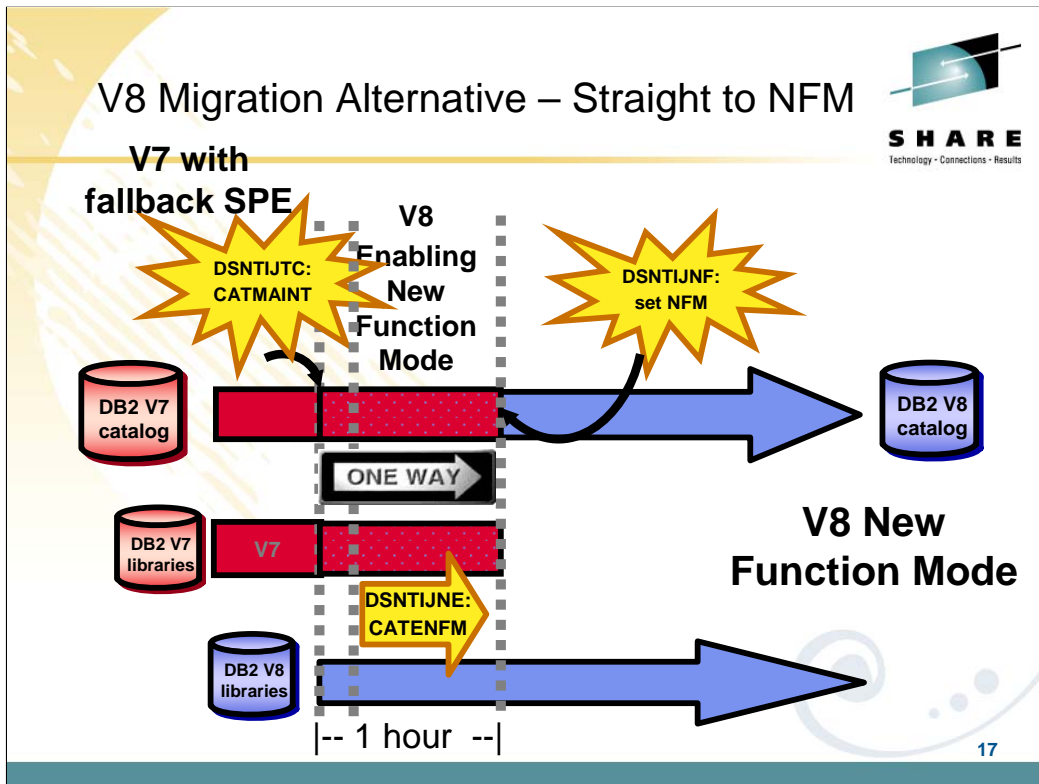 V8 Migration Alternative – Straight to NFM
SHARE
Technology • Connections • Results
V7 with
fallback SPE
DSNTIJTC:
CATMAINT
V8
Enabling
New
Function
Mode
DSNTIJNF:
set NFM
DB2 V7
catalog
DB2 V8
catalog
ONE WAY
DB2 V7
libraries
V7
V8 New
Function Mode
DSNTIJNE:
CATENFM
DB2 V8
libraries
|-- 1 hour --|
17